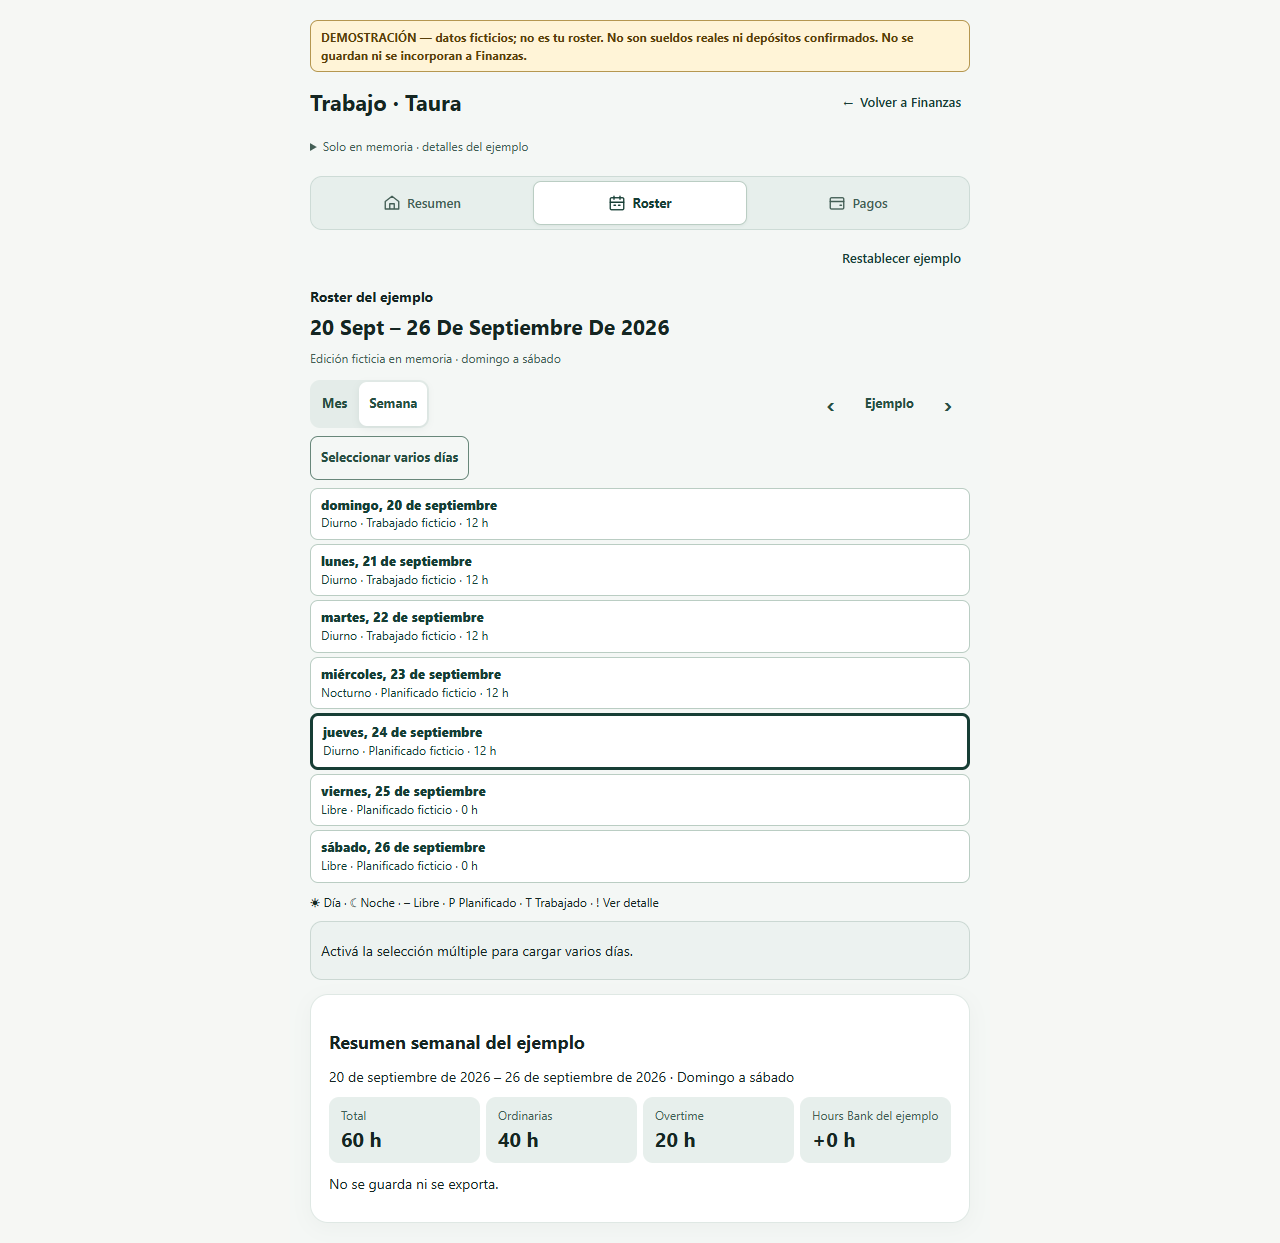 DEMOSTRACIÓN — datos ficticios; no es tu roster. No son sueldos reales ni depósitos confirmados. No se
guardan ni se incorporan a Finanzas.
Trabajo · Taura
← Volver a Finanzas
▶ Solo en memoria · detalles del ejemplo
Resumen
Roster
Pagos
Restablecer ejemplo
Roster del ejemplo
20 Sept – 26 De Septiembre De 2026
Edición ficticia en memoria · domingo a sábado
Mes
Semana
‹
Ejemplo
›
Seleccionar varios días
domingo, 20 de septiembre
Diurno · Trabajado ficticio · 12 h
lunes, 21 de septiembre
Diurno · Trabajado ficticio · 12 h
martes, 22 de septiembre
Diurno · Trabajado ficticio · 12 h
miércoles, 23 de septiembre
Nocturno · Planificado ficticio · 12 h
jueves, 24 de septiembre
Diurno · Planificado ficticio · 12 h
viernes, 25 de septiembre
Libre · Planificado ficticio · 0 h
sábado, 26 de septiembre
Libre · Planificado ficticio · 0 h
☀ Día · ☾ Noche · – Libre · P Planificado · T Trabajado · ! Ver detalle
Activá la selección múltiple para cargar varios días.
Resumen semanal del ejemplo
20 de septiembre de 2026 – 26 de septiembre de 2026 · Domingo a sábado
Total
60 h
Ordinarias
40 h
Overtime
20 h
Hours Bank del ejemplo
+0 h
No se guarda ni se exporta.